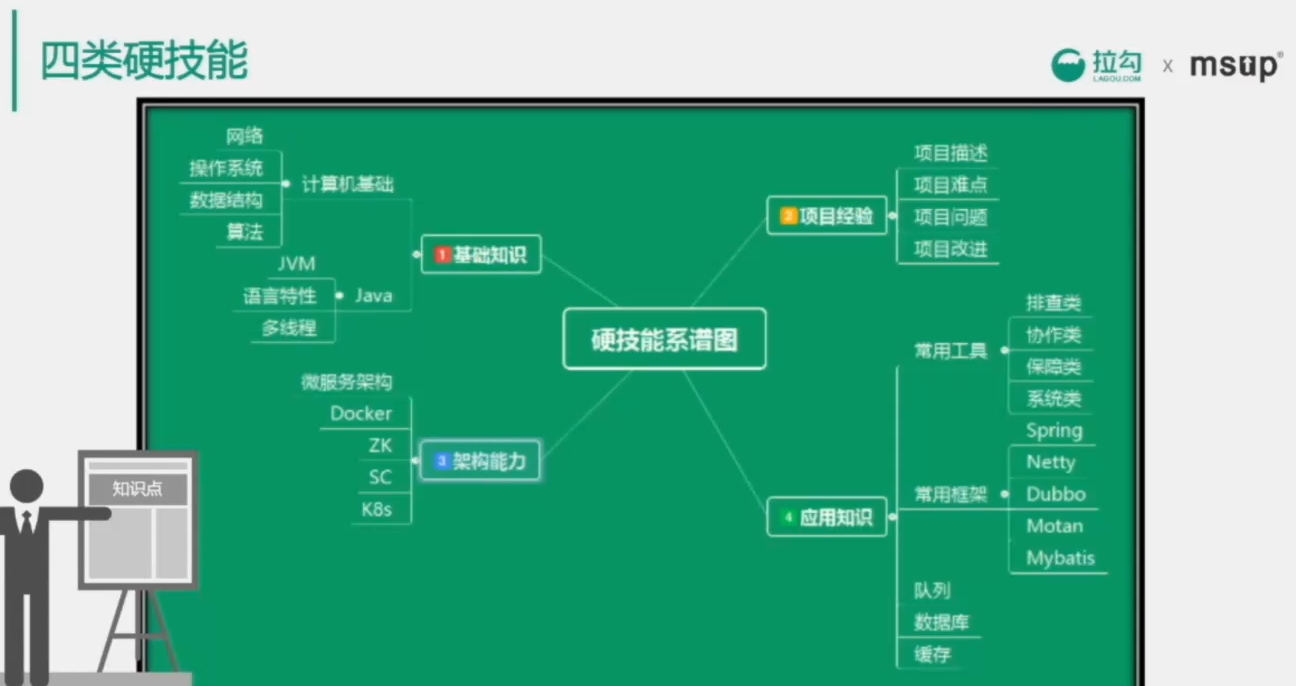 四类硬技能
拉勾
LAGOU.COM
x
msup®
网络
操作系统
数据结构
算法
计算机基础
JVM
语言特性
多线程
Java
1 基础知识
微服务架构
Docker
ZK
SC
K8s
3 架构能力
硬技能系谱图
2 项目经验
项目描述
项目难点
项目问题
项目改进
4 应用知识
常用工具
排查类
协作类
保障类
系统类
常用框架
Spring
Netty
Dubbo
Motan
Mybatis
队列
数据库
缓存
知识点